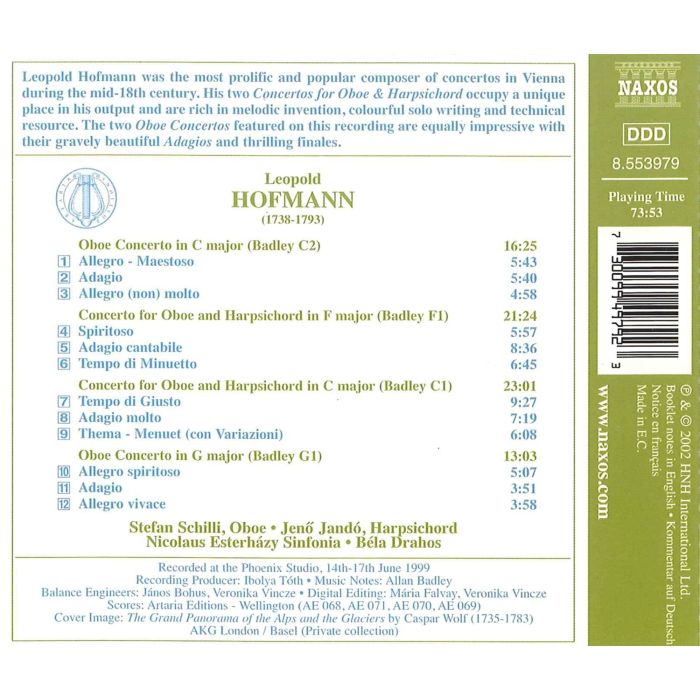 Leopold Hofmann was the most prolific and popular composer of concertos in Vienna
during the mid-18th century. His two Concertos for Oboe & Harpsichord occupy a unique
place in his output and are rich in melodic invention, colourful solo writing and technical
resource. The two Oboe Concertos featured on this recording are equally impressive with
their gravely beautiful Adagios and thrilling finales.
Leopold
HOFMANN
(1738-1793)
Oboe Concerto in C major (Badley C2) 16:25
1 Allegro - Maestoso 5:43
2 Adagio 5:40
3 Allegro (non) molto 4:58
Concerto for Oboe and Harpsichord in F major (Badley F1) 21:24
4 Spiritoso 5:57
5 Adagio cantabile 8:36
6 Tempo di Minuetto 6:45
Concerto for Oboe and Harpsichord in C major (Badley C1) 23:01
7 Tempo di Giusto 9:27
8 Adagio molto 7:19
9 Thema - Menuet (con Variazioni) 6:08
Oboe Concerto in G major (Badley G1) 13:03
10 Allegro spiritoso 5:07
11 Adagio 3:51
12 Allegro vivace 3:58
Stefan Schilli, Oboe • Jenő Jandó, Harpsichord
Nicolaus Esterházy Sinfonia • Béla Drahos
Recorded at the Phoenix Studio, 14th-17th June 1999
Recording Producer: Ibolya Tóth • Music Notes: Allan Badley
Balance Engineers: János Bohus, Veronika Vincze • Digital Editing: Mária Falvay, Veronika Vincze
Scores: Artaria Editions - Wellington (AE 068, AE 071, AE 070, AE 069)
Cover Image: The Grand Panorama of the Alps and the Glaciers by Caspar Wolf (1735-1783)
AKG London / Basel (Private collection)
NAXOS
DDD
8.553979
Playing Time
73:53
7 30099 49792 3
℗ & © 2002 HNH International Ltd.
Booklet notes in English • Kommentar auf Deutsch
Notice en français
Made in E.C.
www.naxos.com